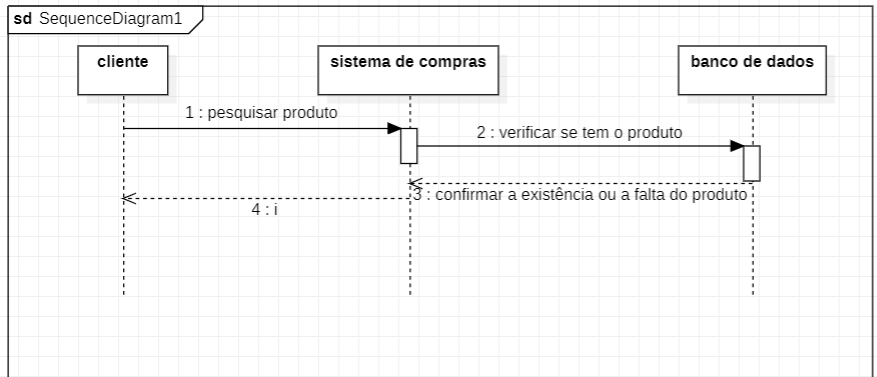 sd SequenceDiagram1
cliente
sistema de compras
banco de dados
1 : pesquisar produto
2 : verificar se tem o produto
3 : confirmar a existência ou a falta do produto
4 : i